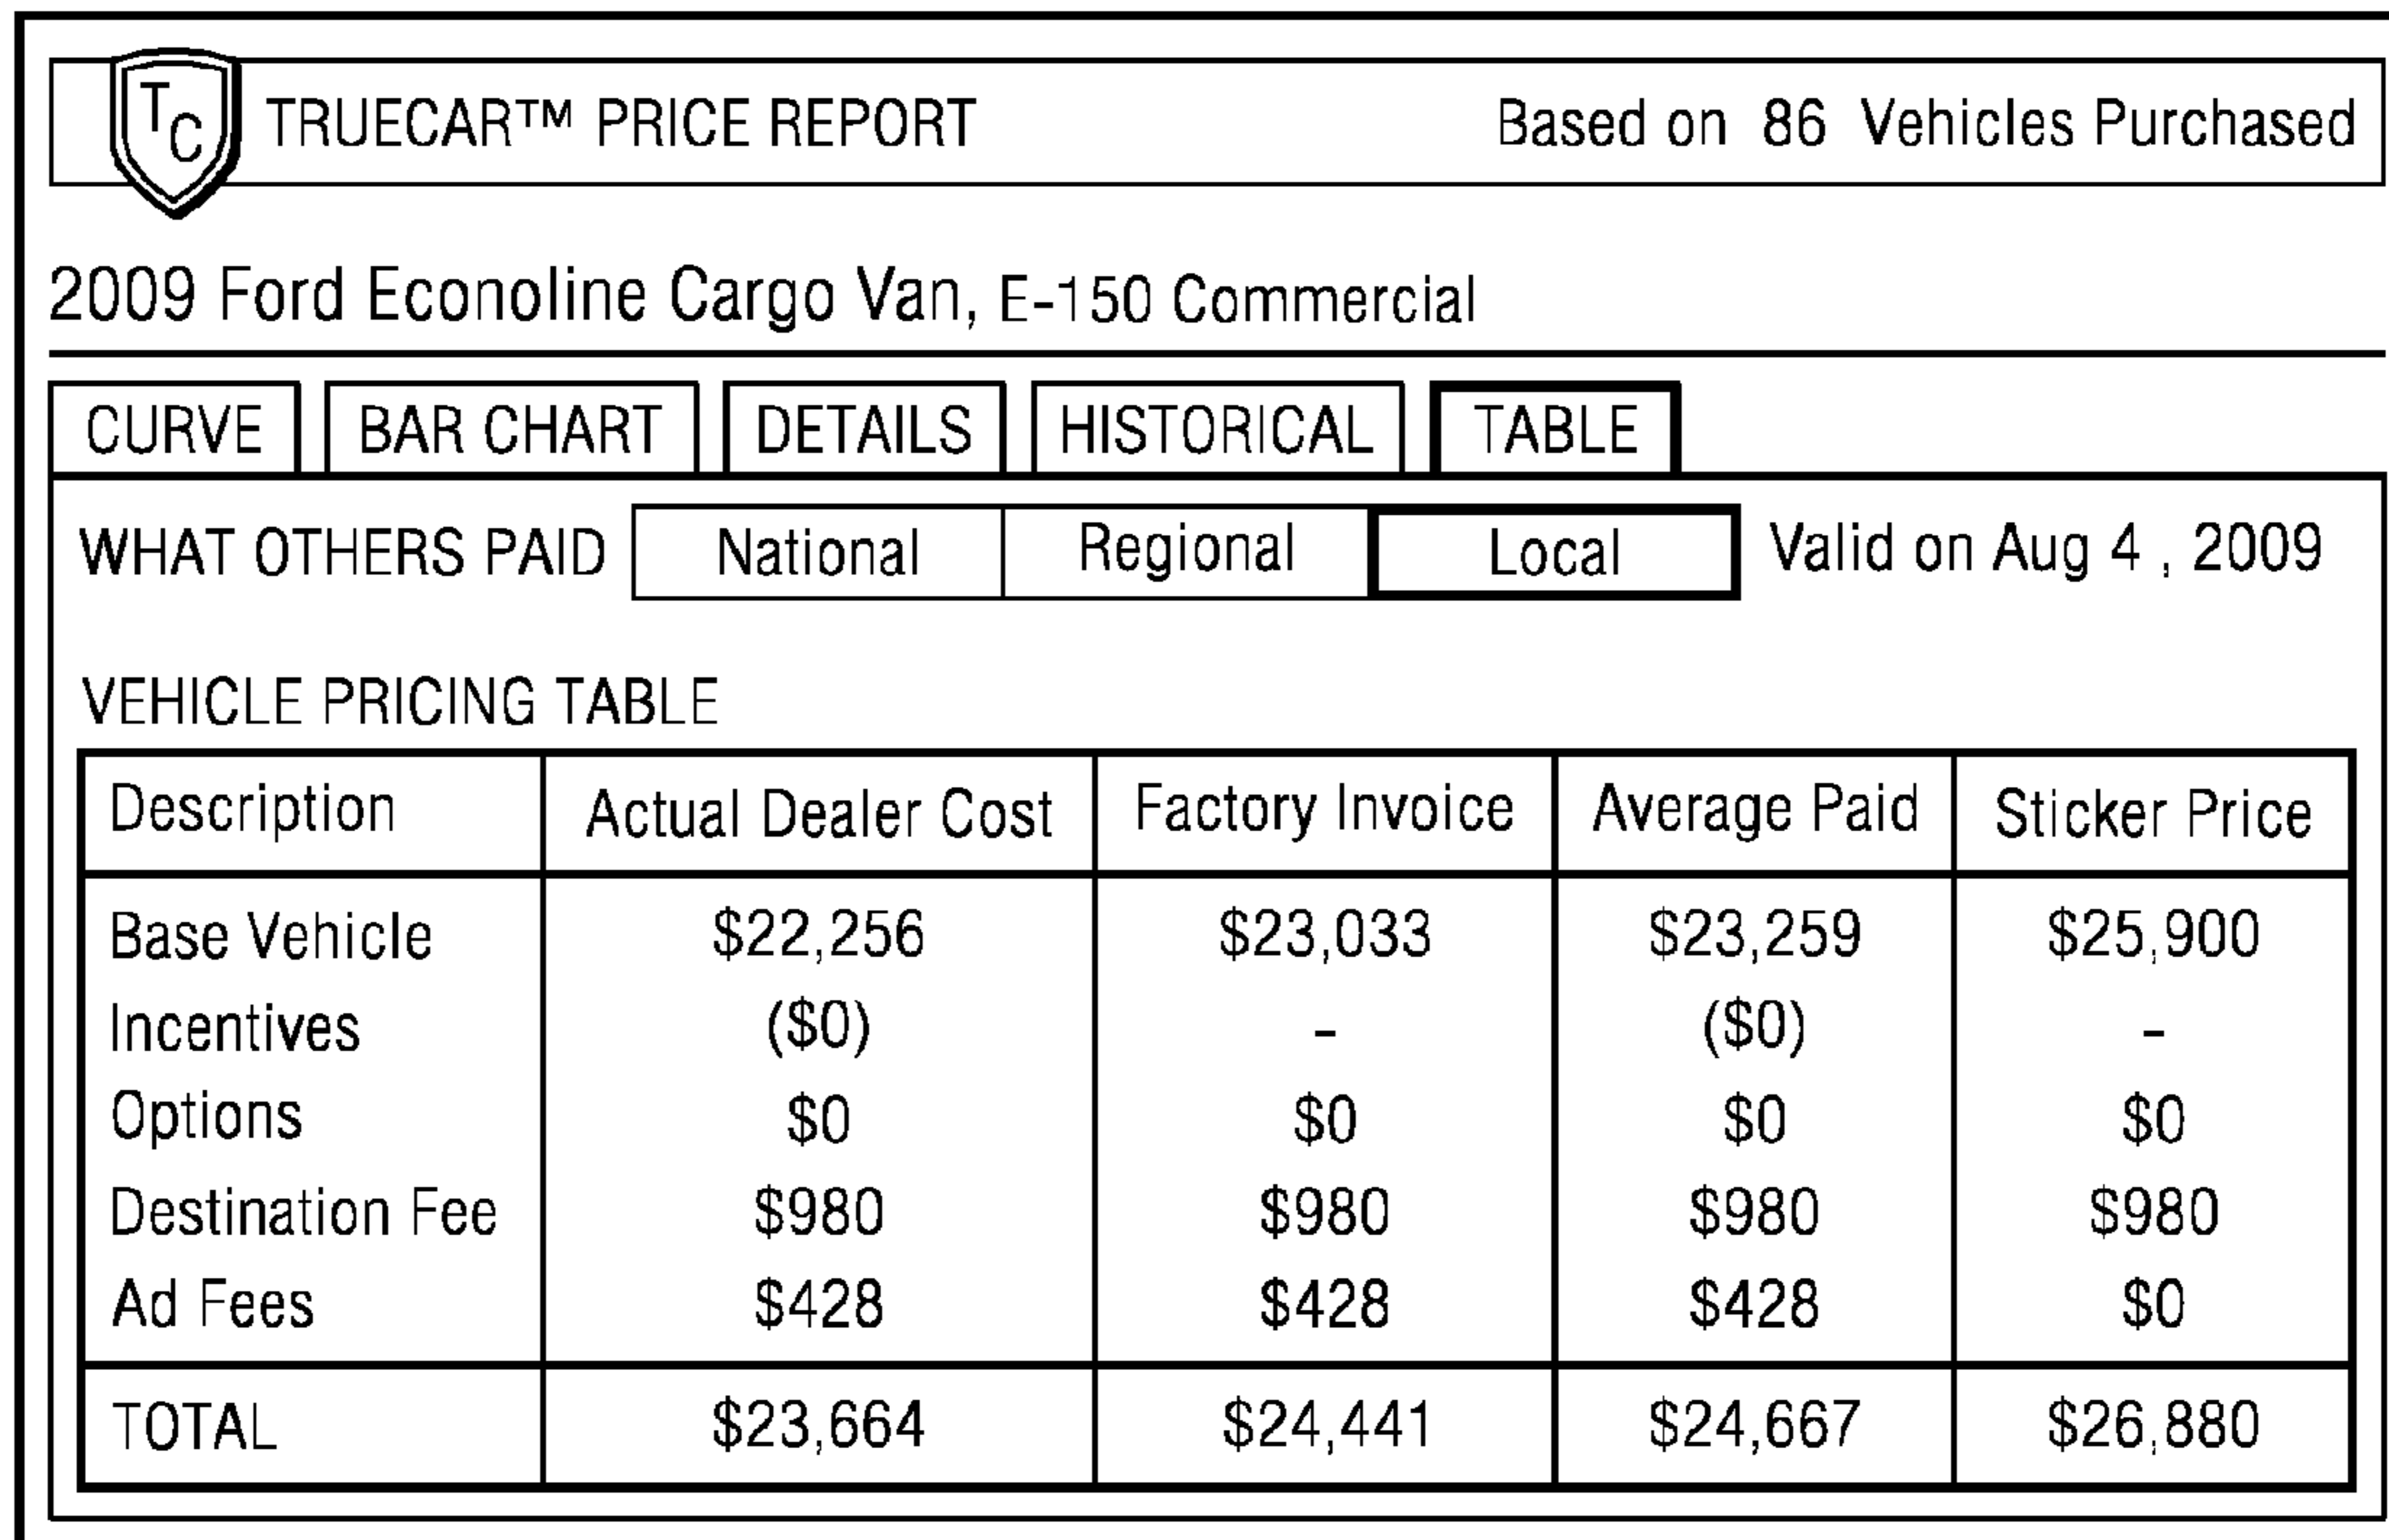 TC TRUECAR™ PRICE REPORT Based on 86 Vehicles Purchased
2009 Ford Econoline Cargo Van, E-150 Commercial
CURVE BAR CHART DETAILS HISTORICAL TABLE
WHAT OTHERS PAID National Regional Local Valid on Aug 4 , 2009
VEHICLE PRICING TABLE
Description Actual Dealer Cost Factory Invoice Average Paid Sticker Price
Base Vehicle $22,256 $23,033 $23,259 $25,900
Incentives ($0) - ($0) -
Options $0 $0 $0 $0
Destination Fee $980 $980 $980 $980
Ad Fees $428 $428 $428 $0
TOTAL $23,664 $24,441 $24,667 $26,880